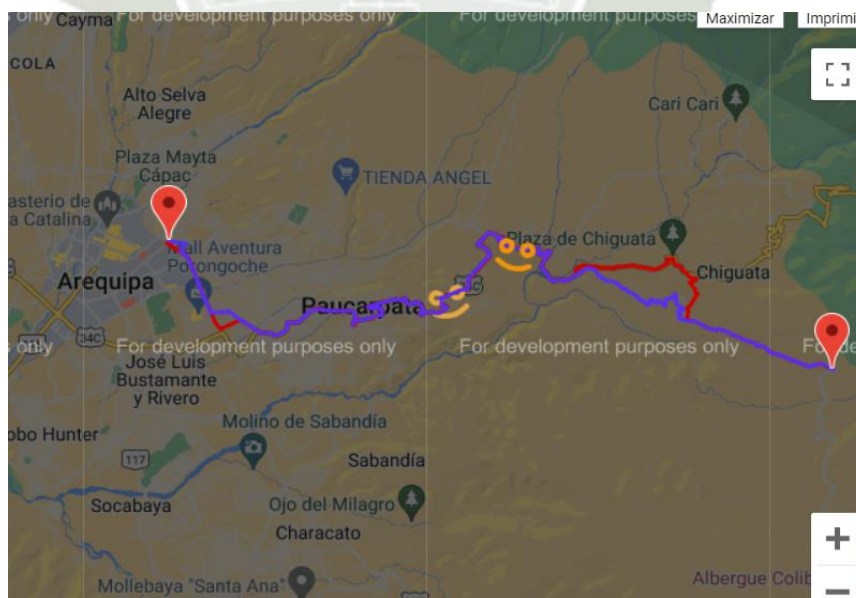 only
For development purposes only
For development purposes only
Maximizar
Imprimi
Cayma
COLA
Alto Selva
Alegre
Cari Cari
Plaza Mayta
Cápac
TIENDA ANGEL
asterio de
a Catalina
Plaza de Chiguata
Mall Aventura
Porongoche
Chiguata
Arequipa
Paucarpata
34C
34C
s only
For development purposes only
For development purposes only
For de
José Luis
Bustamante
y Rivero
Molino de Sabandía
obo Hunter
117
Sabandía
Socabaya
Ojo del Milagro
Characato
+
Mollebaya "Santa Ana"
Albergue Colib
−